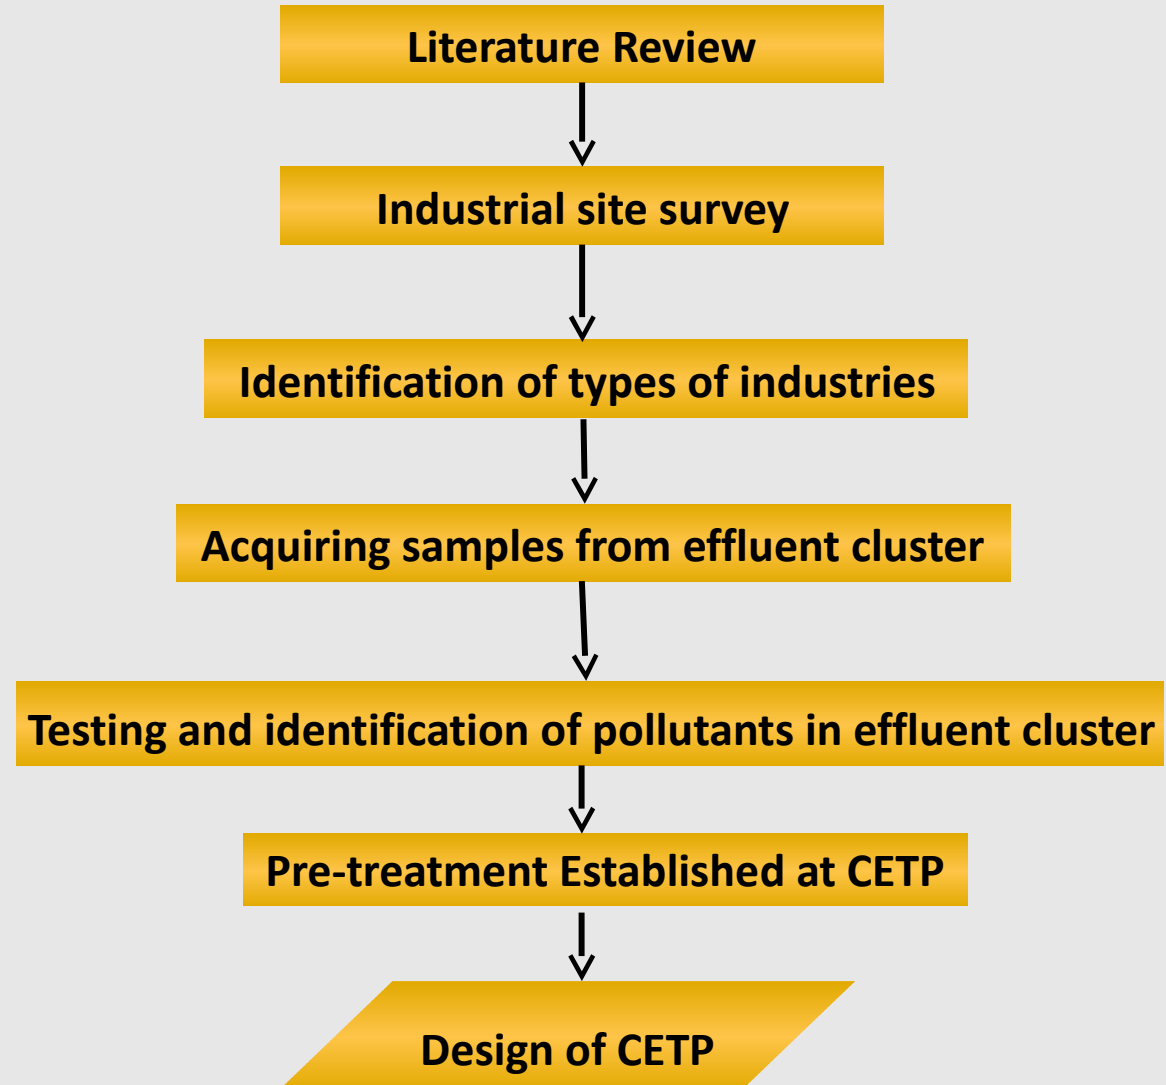 Literature Review
Industrial site survey
Identification of types of industries
Acquiring samples from effluent cluster
Testing and identification of pollutants in effluent cluster
Pre-treatment Established at CETP
Design of CETP